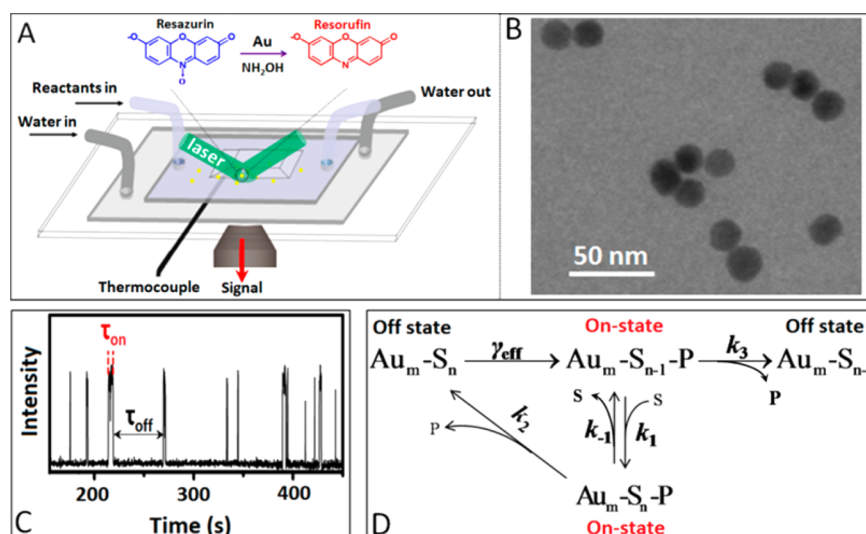 A
Resazurin
Resorufin
Au
NH2OH
⁻O
O
N
O
⁻O
O
N
O
O
Reactants in
Water in
Water out
laser
Thermocouple
Signal
B
50 nm
C
τon
τoff
Intensity
200
300
400
Time (s)
D
Off state
On-state
Off state
Auₘ-Sₙ
γeff
Auₘ-Sₙ₋₁-P
k₃
Auₘ-Sₙ₋
P
S
S
k₋₁
k₁
k₂
P
Auₘ-Sₙ-P
On-state